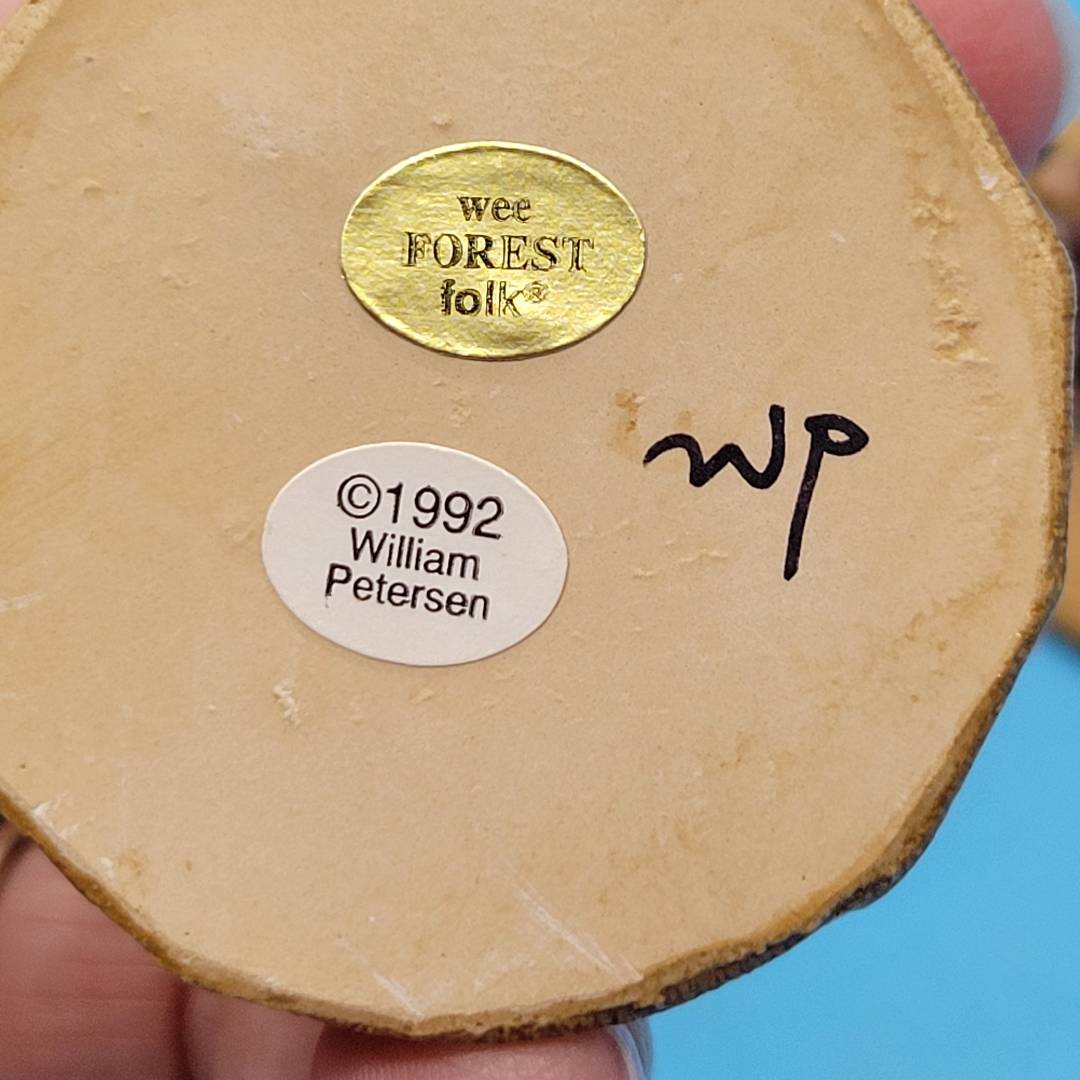 wee
FOREST
folk®
WP
©1992
William
Petersen